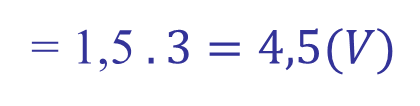 = 1,5 . 3 = 4,5(V)